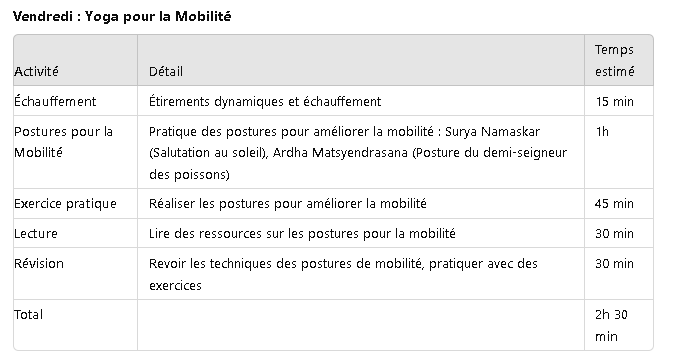 Vendredi : Yoga pour la Mobilité
Activité Détail Temps
estimé
Échauffement Étirements dynamiques et échauffement 15 min
Postures pour la
Mobilité
Pratique des postures pour améliorer la mobilité : Surya Namaskar
(Salutation au soleil), Ardha Matsyendrasana (Posture du demi-seigneur
des poissons)
1h
Exercice pratique Réaliser les postures pour améliorer la mobilité 45 min
Lecture Lire des ressources sur les postures pour la mobilité 30 min
Révision Revoir les techniques des postures de mobilité, pratiquer avec des
exercices
30 min
Total 2h 30
min